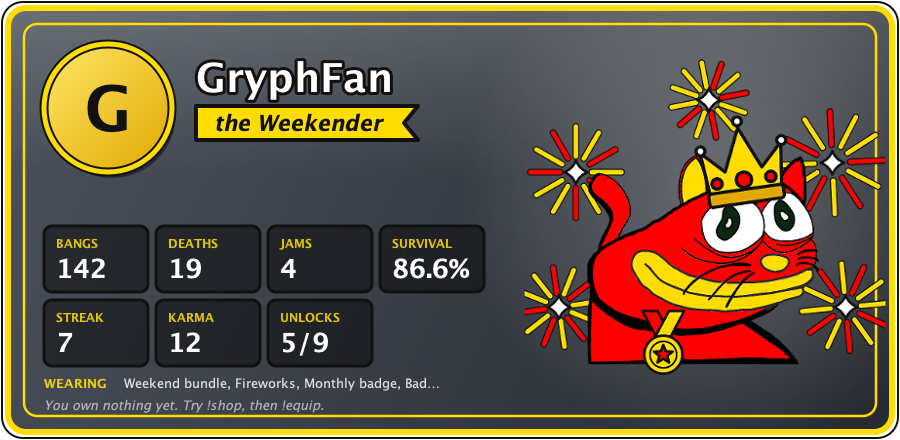 G
GryphFan
the Weekender
BANGS
142
DEATHS
19
JAMS
4
SURVIVAL
86.6%
STREAK
7
KARMA
12
UNLOCKS
5/9
WEARING Weekend bundle, Fireworks, Monthly badge, Bad...
You own nothing yet. Try !shop, then !equip.